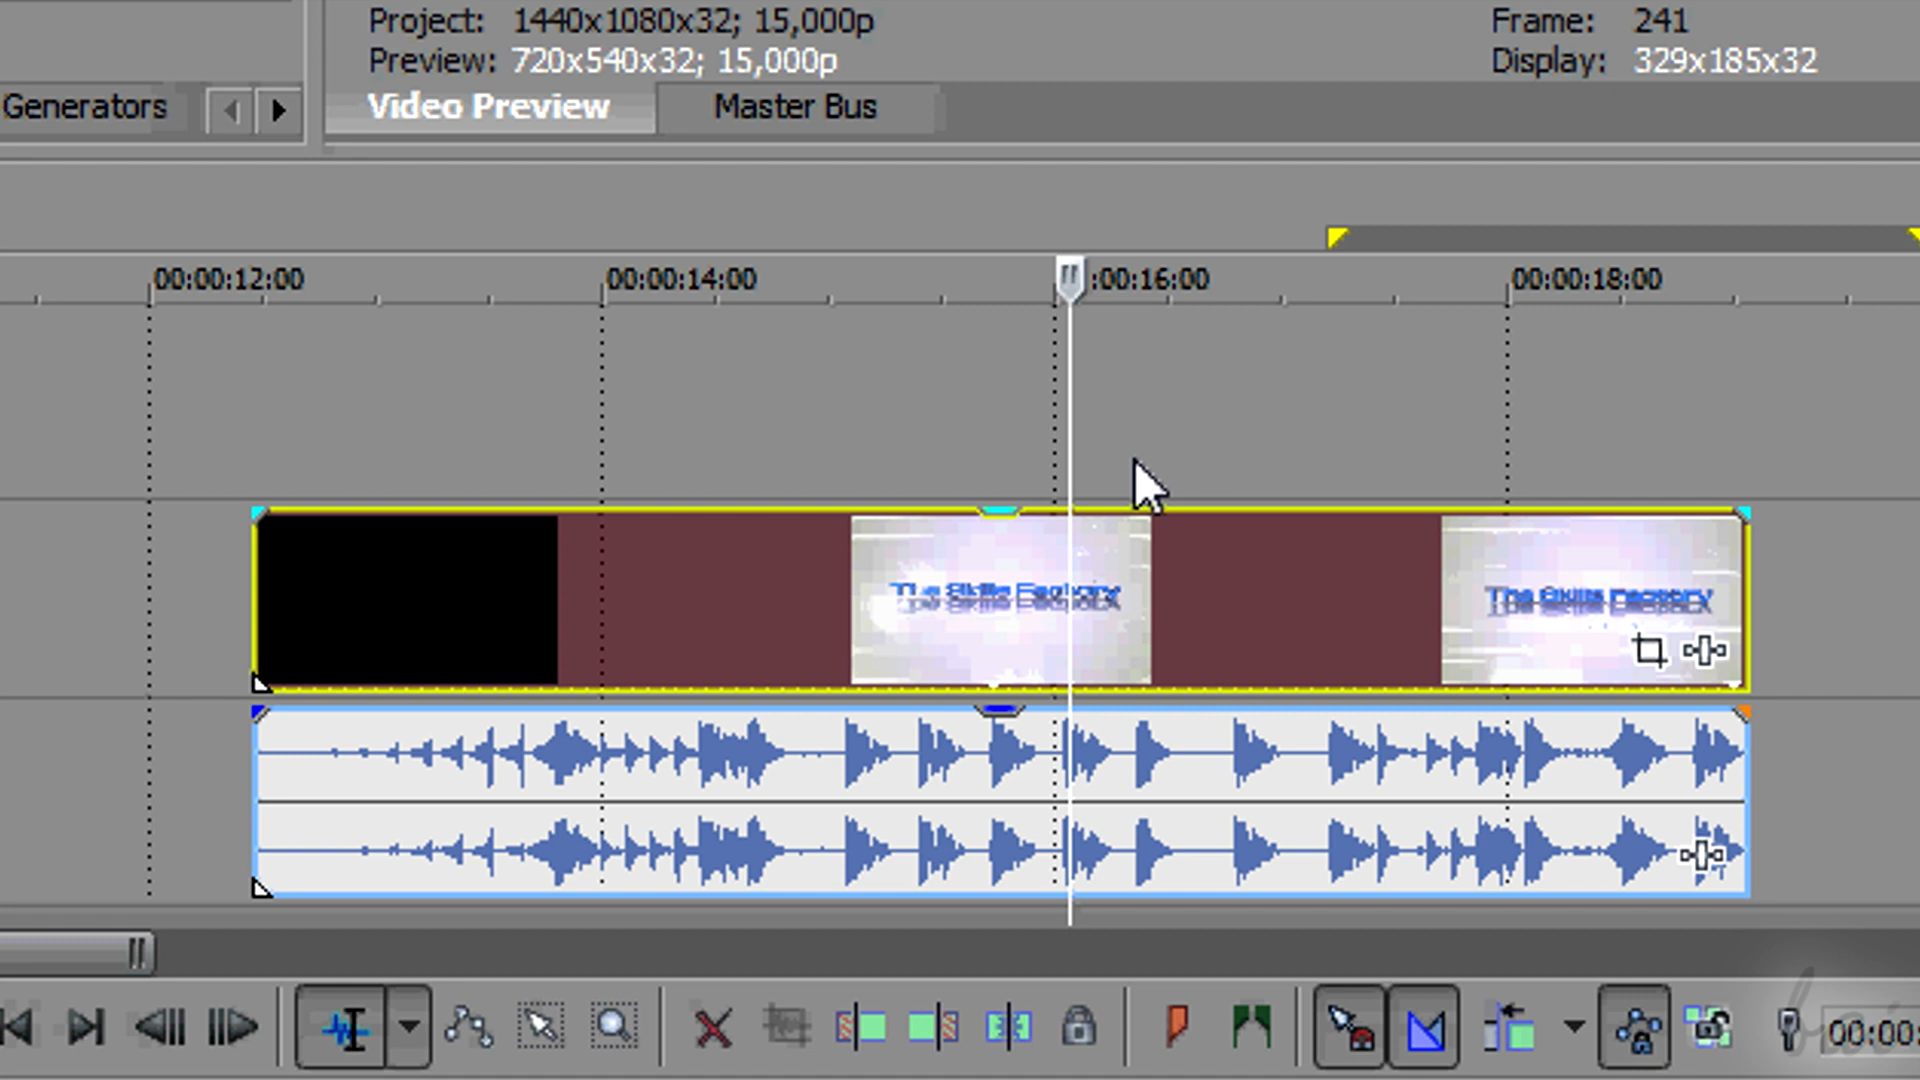 Project: 1440x1080x32; 15,000p
Frame: 241
Preview: 720x540x32; 15,000p
Display: 329x185x32
Generators
Video Preview
Master Bus
00:00:12:00
00:00:14:00
:00:16:00
00:00:18:00
The Skills Factory
The Skills Factory
00:00: